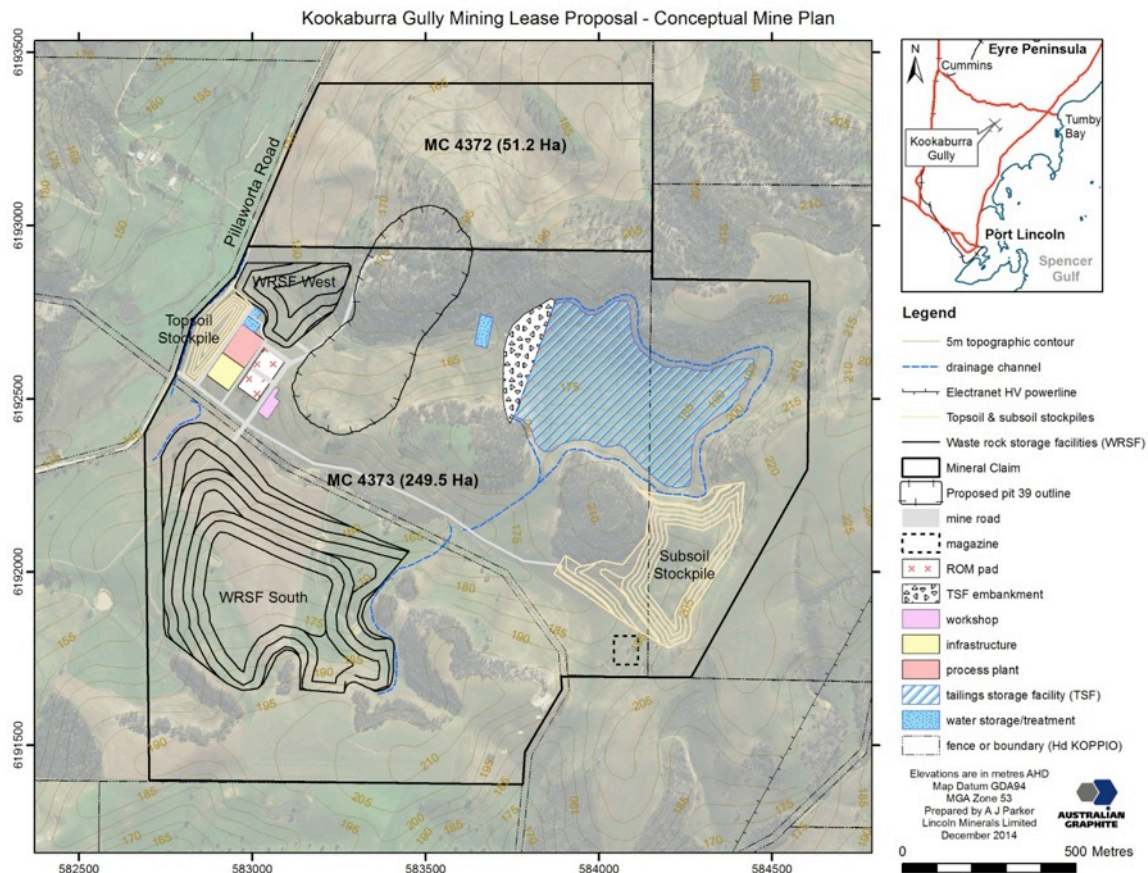 Kookaburra Gully Mining Lease Proposal - Conceptual Mine Plan
6193500
6193000
6192500
6192000
6191500
582500
583000
583500
584000
584500
Pillaworta Road
MC 4372 (51.2 Ha)
WRSF West
Topsoil
Stockpile
MC 4373 (249.5 Ha)
WRSF South
Subsoil
Stockpile
N
Eyre Peninsula
Cummins
Tumby
Bay
Kookaburra
Gully
Port Lincoln
Spencer
Gulf
Legend
5m topographic contour
drainage channel
Electranet HV powerline
Topsoil & subsoil stockpiles
Waste rock storage facilities (WRSF)
Mineral Claim
Proposed pit 39 outline
mine road
magazine
ROM pad
TSF embankment
workshop
infrastructure
process plant
tailings storage facility (TSF)
water storage/treatment
fence or boundary (Hd KOPPIO)
Elevations are in metres AHD
Map Datum GDA94
MGA Zone 53
Prepared by A J Parker
Lincoln Minerals Limited
December 2014
AUSTRALIAN
GRAPHITE
0 500 Metres